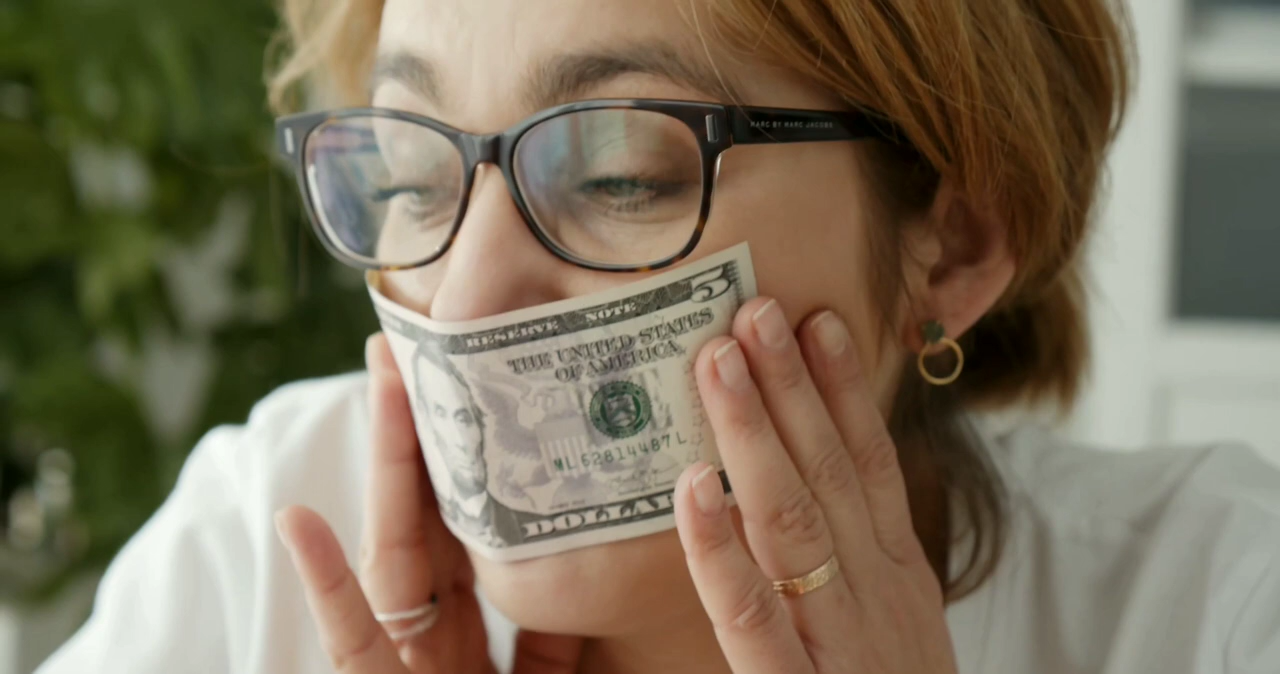 MARC BY MARC JACOBS
RESERVE NOTE
5
THE UNITED STATES
OF AMERICA
ML 62814487 L
DOLLAR